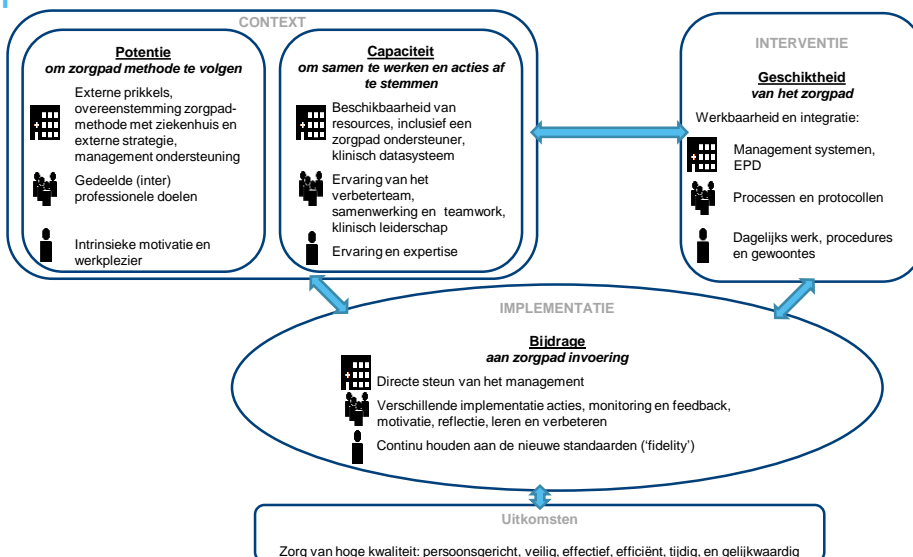 CONTEXT
Potentie
om zorgpad methode te volgen
Externe prikkels,
overeenstemming zorgpad-
methode met ziekenhuis en
externe strategie,
management ondersteuning
Gedeelde (inter)
professionele doelen
Intrinsieke motivatie en
werkplezier
Capaciteit
om samen te werken en acties af
te stemmen
Beschikbaarheid van
resources, inclusief een
zorgpad ondersteuner,
klinisch datasysteem
Ervaring van het
verbeterteam,
samenwerking en teamwork,
klinisch leiderschap
Ervaring en expertise
INTERVENTIE
Geschiktheid
van het zorgpad
Werkbaarheid en integratie:
Management systemen,
EPD
Processen en protocollen
Dagelijks werk, procedures
en gewoontes
IMPLEMENTATIE
Bijdrage
aan zorgpad invoering
Directe steun van het management
Verschillende implementatie acties, monitoring en feedback,
motivatie, reflectie, leren en verbeteren
Continu houden aan de nieuwe standaarden (‘fidelity’)
Uitkomsten
Zorg van hoge kwaliteit: persoonsgericht, veilig, effectief, efficiënt, tijdig, en gelijkwaardig